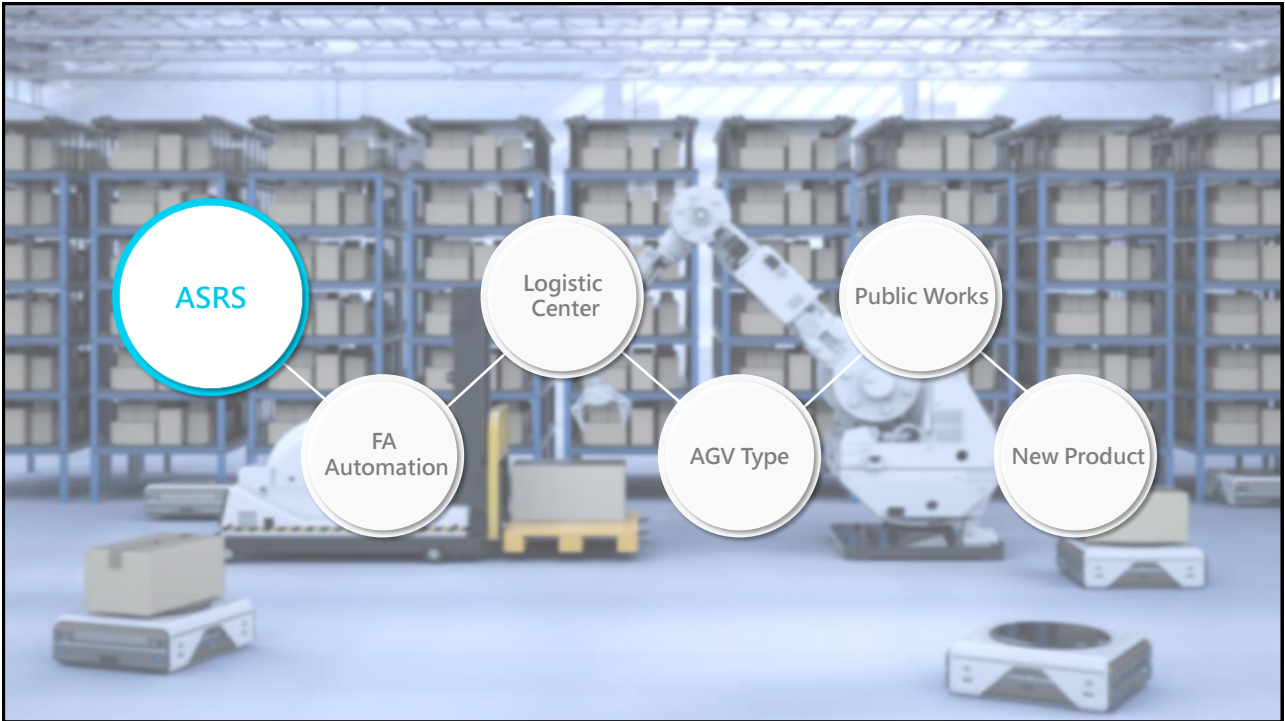 ASRS
FA
Automation
Logistic
Center
AGV Type
Public Works
New Product